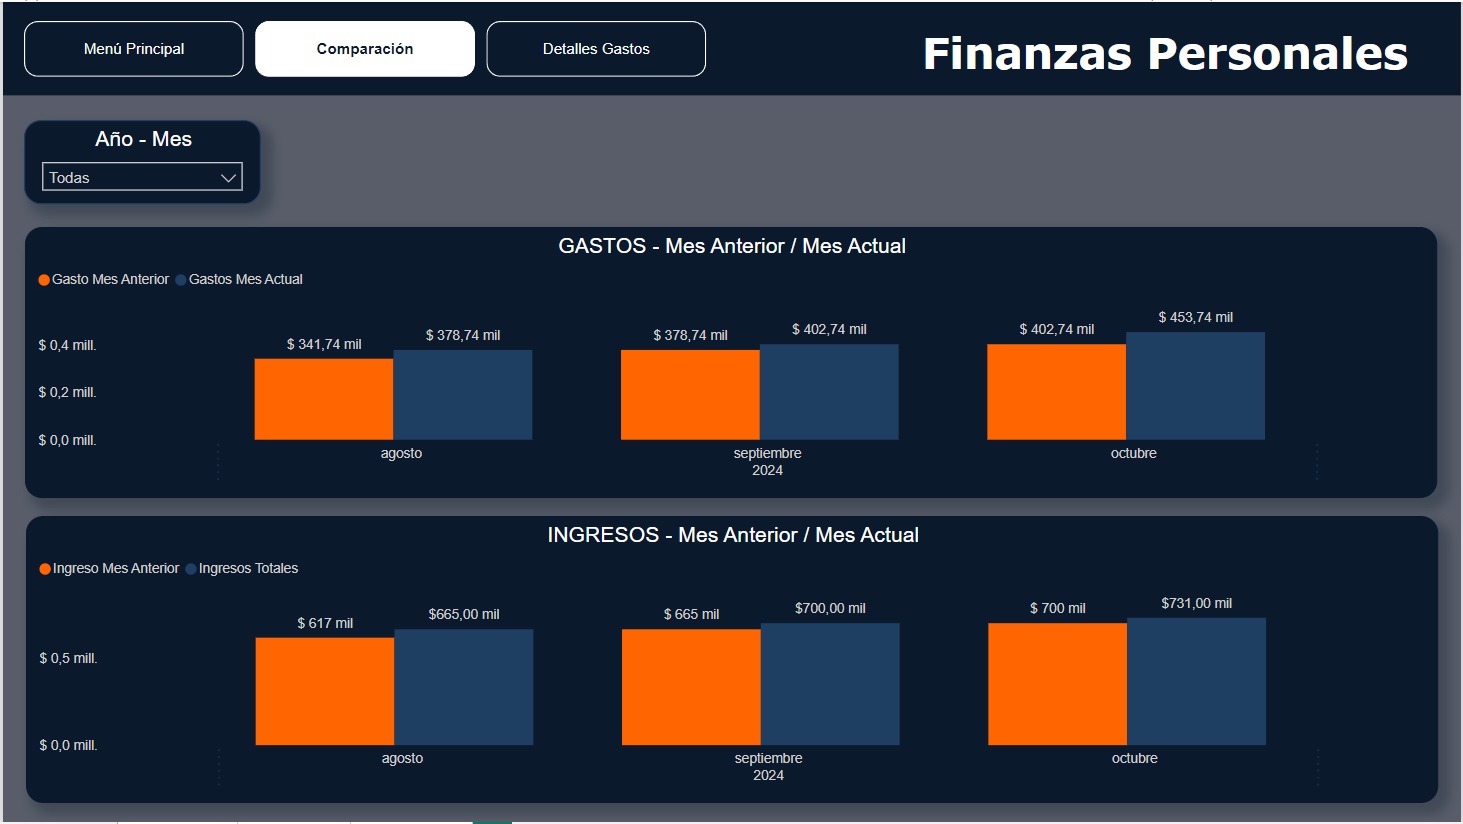 Menú Principal
Comparación
Detalles Gastos
Finanzas Personales
Año - Mes
Todas
GASTOS - Mes Anterior / Mes Actual
Gasto Mes Anterior
Gastos Mes Actual
$ 0,4 mill.
$ 0,2 mill.
$ 0,0 mill.
$ 341,74 mil
$ 378,74 mil
$ 378,74 mil
$ 402,74 mil
$ 402,74 mil
$ 453,74 mil
agosto
septiembre
octubre
2024
INGRESOS - Mes Anterior / Mes Actual
Ingreso Mes Anterior
Ingresos Totales
$ 0,5 mill.
$ 0,0 mill.
$ 617 mil
$665,00 mil
$ 665 mil
$700,00 mil
$ 700 mil
$731,00 mil
agosto
septiembre
octubre
2024